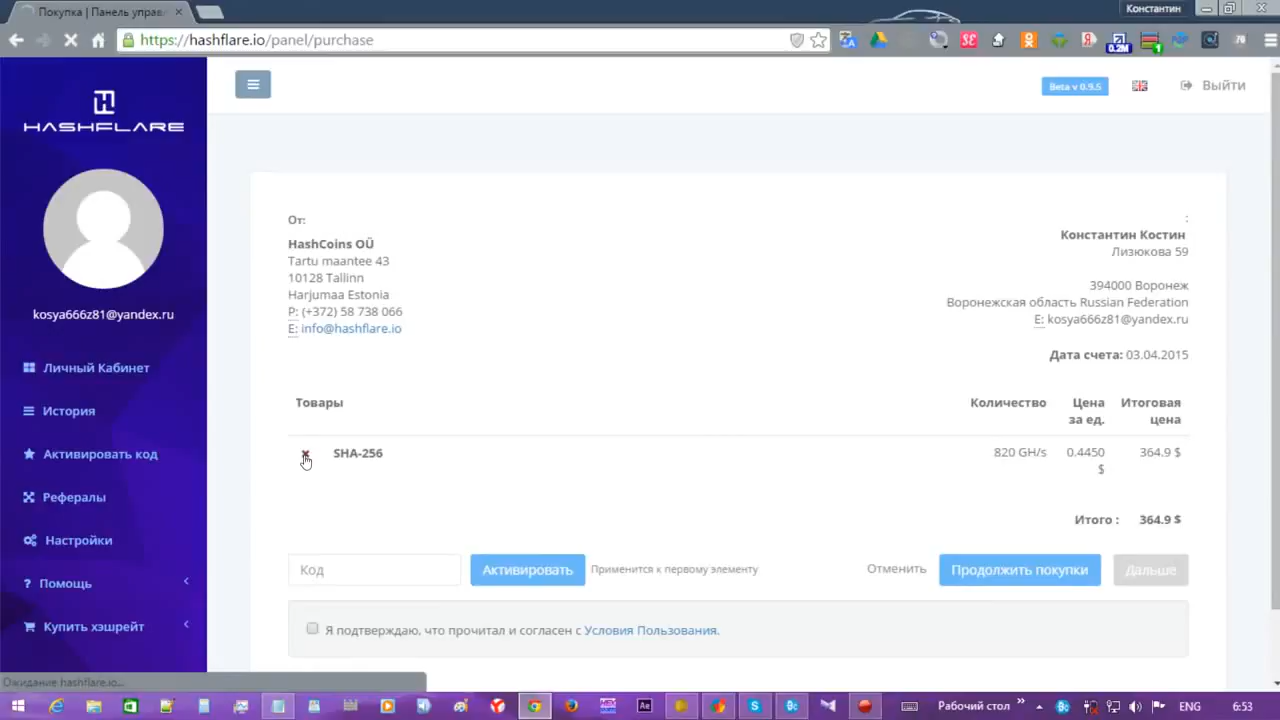 Покупка | Панель управ
Константин
https://hashflare.io/panel/purchase
0.2M
1
HASHFLARE
Beta v 0.9.5
Выйти
kosya666z81@yandex.ru
Личный Кабинет
История
Активировать код
Рефералы
Настройки
? Помощь
Купить хэшрейт
От:
HashCoins OÜ
Tartu maantee 43
10128 Tallinn
Harjumaa Estonia
P: (+372) 58 738 066
E: info@hashflare.io
:
Константин Костин
Лизюкова 59
394000 Воронеж
Воронежская область Russian Federation
E: kosya666z81@yandex.ru
Дата счета: 03.04.2015
Товары Количество Цена за ед. Итоговая цена
SHA-256 820 GH/s 0.4450 $ 364.9 $
Итого : 364.9 $
Код Активировать Применится к первому элементу Отменить Продолжить покупки Дальше
Я подтверждаю, что прочитал и согласен с Условия Пользования.
Ожидание hashflare.io...
Рабочий стол » ENG 6:53